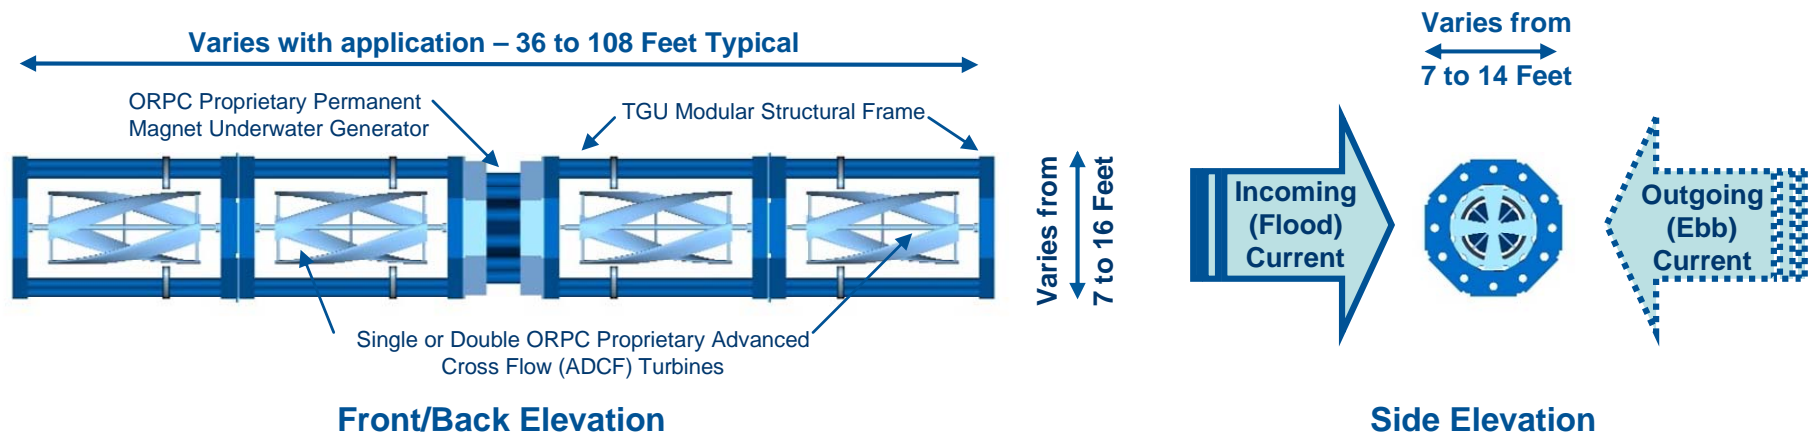 Varies with application – 36 to 108 Feet Typical
ORPC Proprietary Permanent
Magnet Underwater Generator
TGU Modular Structural Frame
Varies from
7 to 16 Feet
Single or Double ORPC Proprietary Advanced
Cross Flow (ADCF) Turbines
Front/Back Elevation
Varies from
7 to 14 Feet
Incoming
(Flood)
Current
Outgoing
(Ebb)
Current
Side Elevation